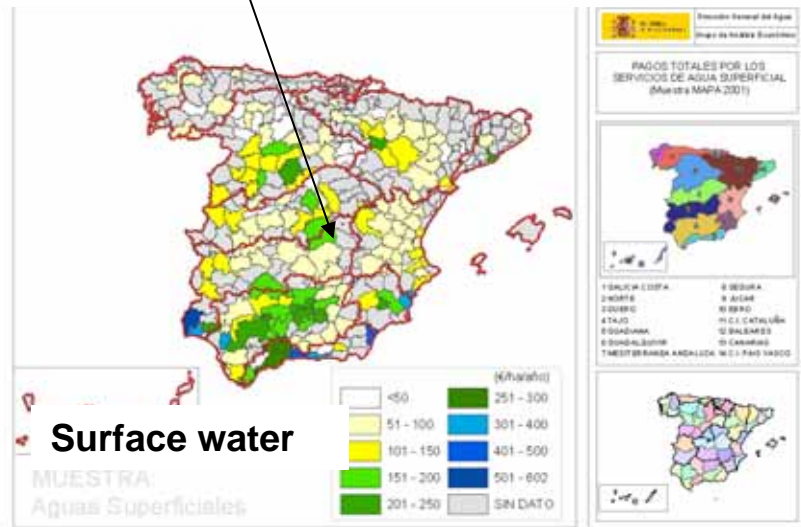 Dirección General del Agua
Grupo de Análisis Económico
PAGOS TOTALES POR LOS
SERVICIOS DE AGUA SUPERFICIAL
(Muestra MAPA 2001)
1 GALICIA COSTA
2 NORTE
3 DUERO
4 TAJO
5 GUADIANA
6 GUADALQUIVIR
7 MEDITERRANEA ANDALUZA
8 SEGURA
9 JUCAR
10 EBRO
11 C.I. CATALUÑA
12 BALEARES
13 CANARIAS
14 C.I. PAIS VASCO
(€/ha/año)
<50
51 - 100
101 - 150
151 - 200
201 - 250
251 - 300
301 - 400
401 - 500
501 - 602
SIN DATO
Surface water
MUESTRA:
Aguas Superficiales